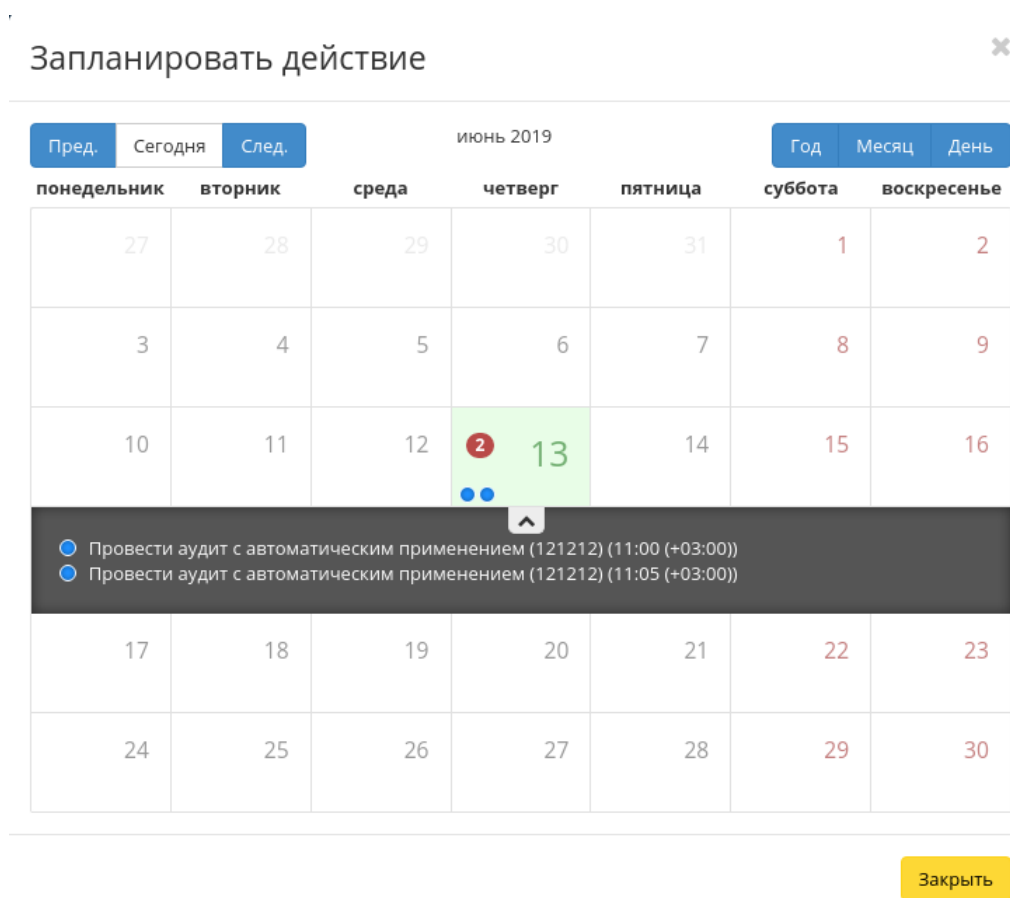 Запланировать действие ×
Пред. Сегодня След. июнь 2019 Год Месяц День
понедельник вторник среда четверг пятница суббота воскресенье
27 28 29 30 31 1 2
3 4 5 6 7 8 9
10 11 12 2 13 14 15 16
Провести аудит с автоматическим применением (121212) (11:00 (+03:00))
Провести аудит с автоматическим применением (121212) (11:05 (+03:00))
17 18 19 20 21 22 23
24 25 26 27 28 29 30
Закрыть